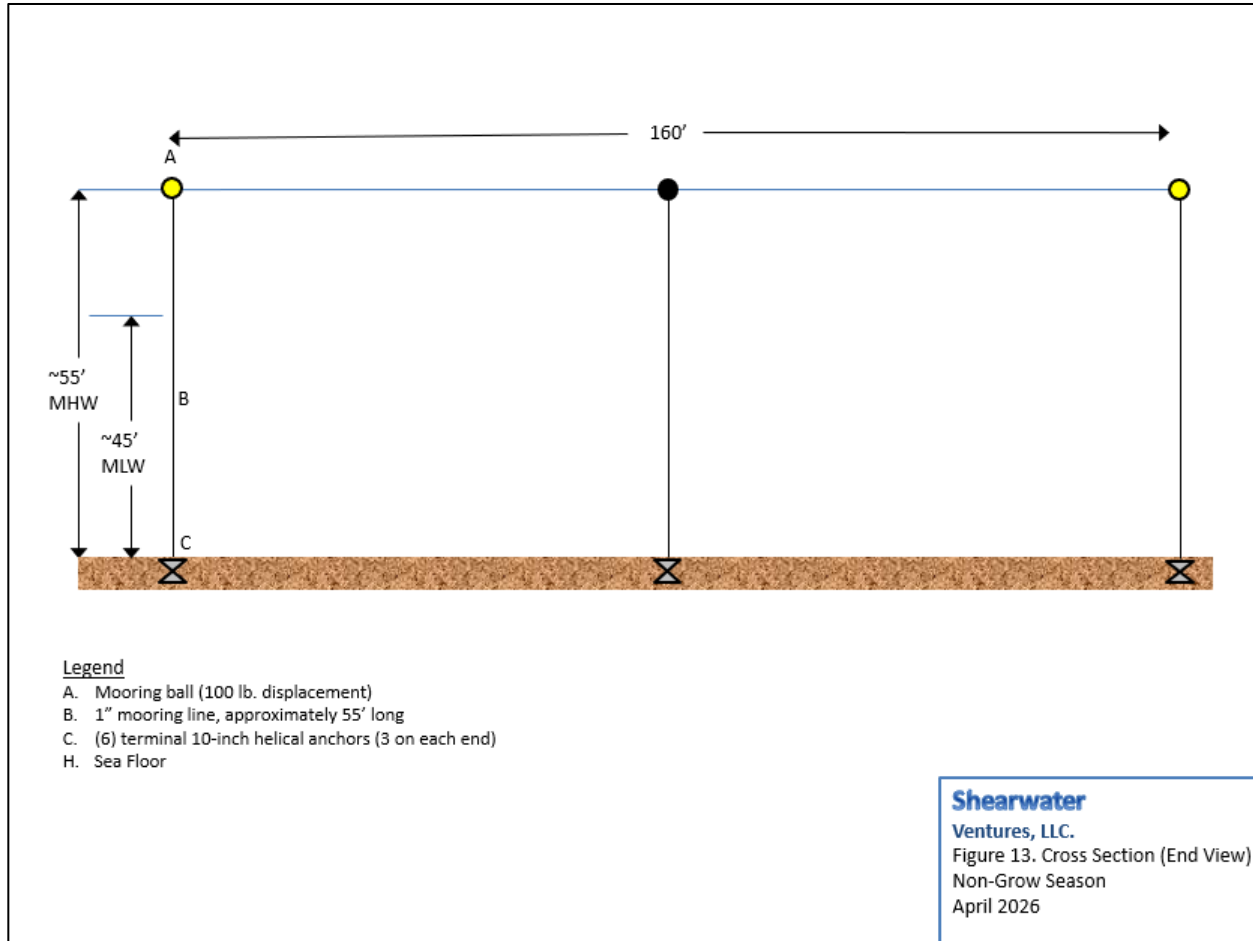 160’
A
~55’
MHW
B
~45’
MLW
C
Legend
A. Mooring ball (100 lb. displacement)
B. 1” mooring line, approximately 55’ long
C. (6) terminal 10-inch helical anchors (3 on each end)
H. Sea Floor
Shearwater
Ventures, LLC.
Figure 13. Cross Section (End View)
Non-Grow Season
April 2026